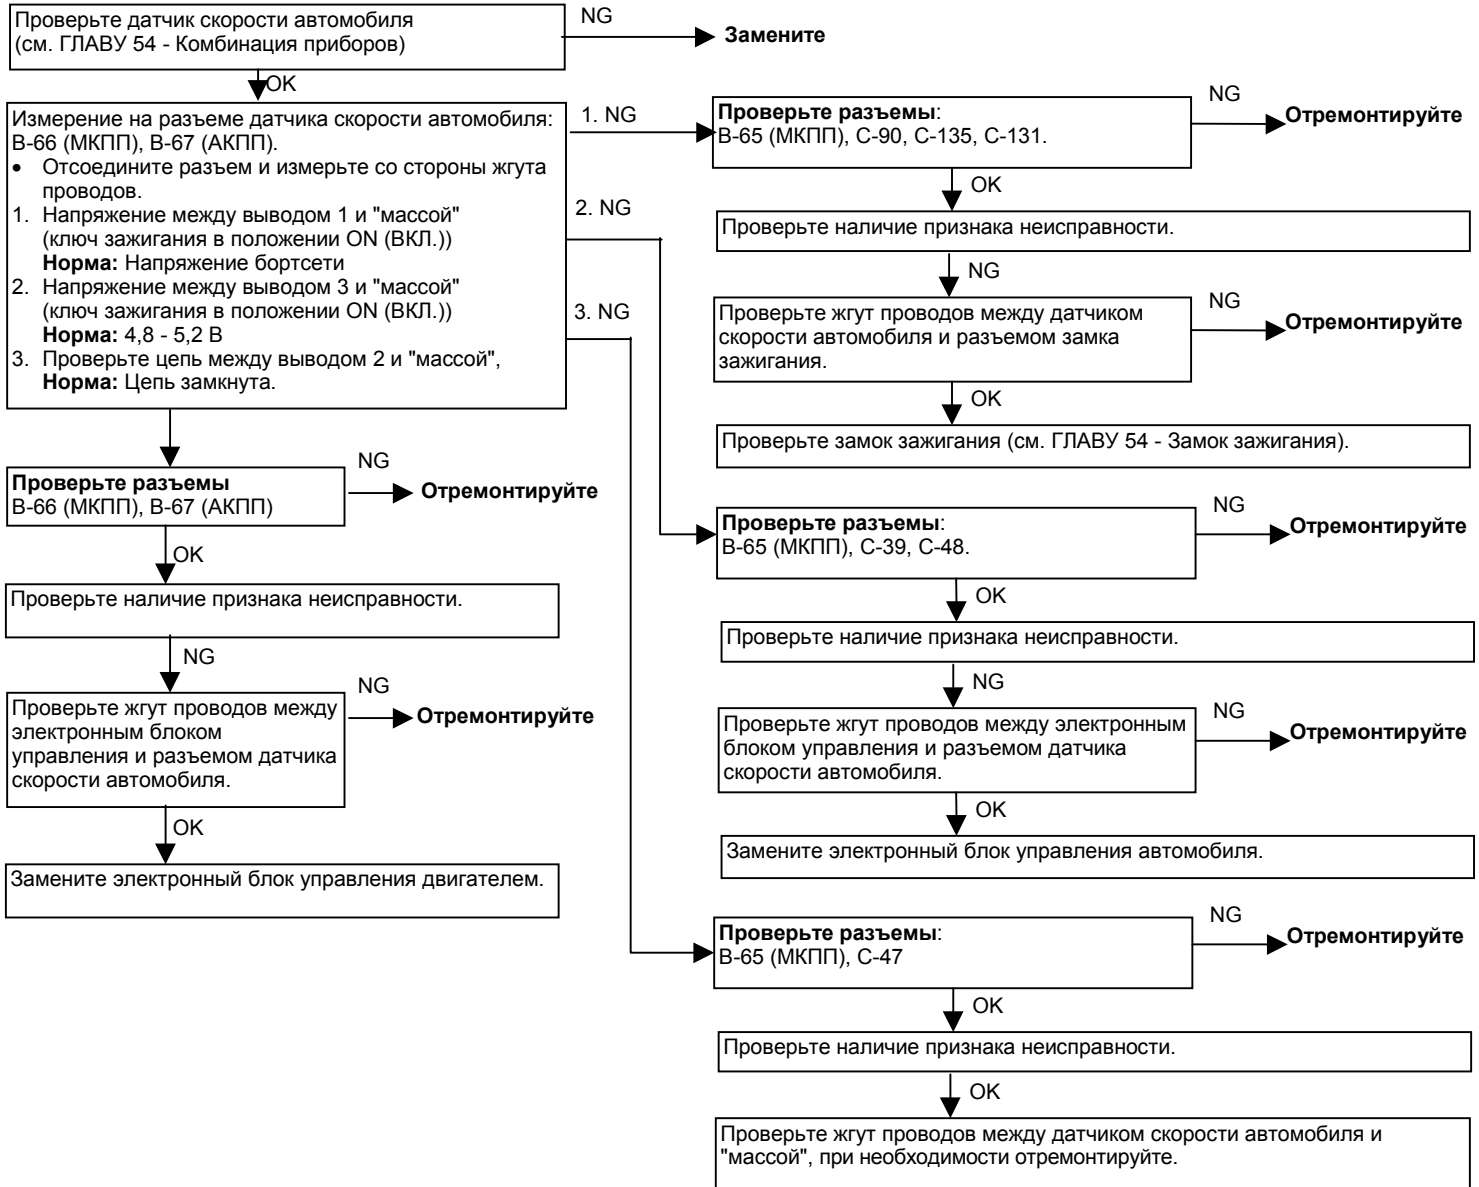 Проверьте датчик скорости автомобиля
(см. ГЛАВУ 54 - Комбинация приборов)
NG
Замените
OK
Измерение на разъеме датчика скорости автомобиля:
B-66 (МКПП), B-67 (АКПП).
• Отсоедините разъем и измерьте со стороны жгута
проводов.
1. Напряжение между выводом 1 и "массой"
(ключ зажигания в положении ON (ВКЛ.))
Норма: Напряжение бортсети
2. Напряжение между выводом 3 и "массой"
(ключ зажигания в положении ON (ВКЛ.))
Норма: 4,8 - 5,2 В
3. Проверьте цепь между выводом 2 и "массой",
Норма: Цепь замкнута.
1. NG
2. NG
3. NG
Проверьте разъемы
B-66 (МКПП), B-67 (АКПП)
NG
Отремонтируйте
OK
Проверьте наличие признака неисправности.
NG
Проверьте жгут проводов между
электронным блоком
управления и разъемом датчика
скорости автомобиля.
NG
Отремонтируйте
OK
Замените электронный блок управления двигателем.
Проверьте разъемы:
B-65 (МКПП), C-90, C-135, C-131.
NG
Отремонтируйте
OK
Проверьте наличие признака неисправности.
NG
Проверьте жгут проводов между датчиком
скорости автомобиля и разъемом замка
зажигания.
NG
Отремонтируйте
OK
Проверьте замок зажигания (см. ГЛАВУ 54 - Замок зажигания).
Проверьте разъемы:
B-65 (МКПП), C-39, C-48.
NG
Отремонтируйте
OK
Проверьте наличие признака неисправности.
NG
Проверьте жгут проводов между электронным
блоком управления и разъемом датчика
скорости автомобиля.
NG
Отремонтируйте
OK
Замените электронный блок управления автомобиля.
Проверьте разъемы:
B-65 (МКПП), C-47
NG
Отремонтируйте
OK
Проверьте наличие признака неисправности.
OK
Проверьте жгут проводов между датчиком скорости автомобиля и
"массой", при необходимости отремонтируйте.